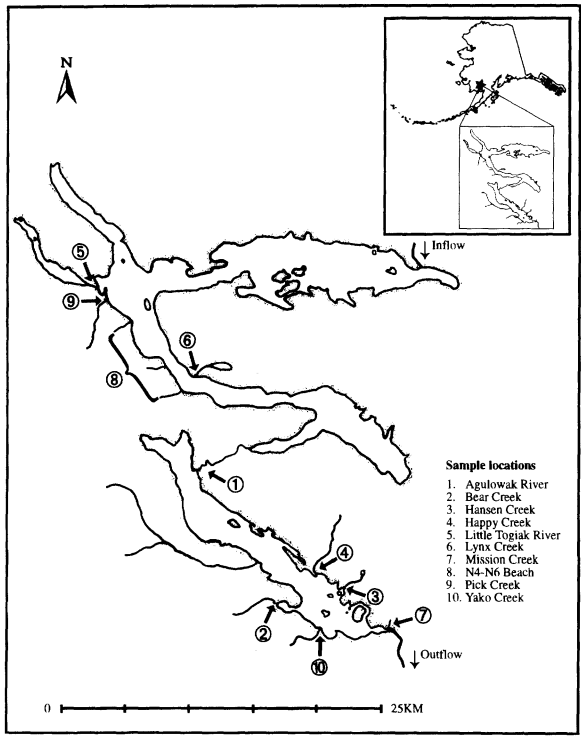 N
Inflow
⑤
⑨
⑥
⑧
①
Sample locations
1. Agulowak River
2. Bear Creek
3. Hansen Creek
4. Happy Creek
5. Little Togiak River
6. Lynx Creek
7. Mission Creek
8. N4-N6 Beach
9. Pick Creek
10. Yako Creek
④
③
⑦
②
⑩
Outflow
0 25KM